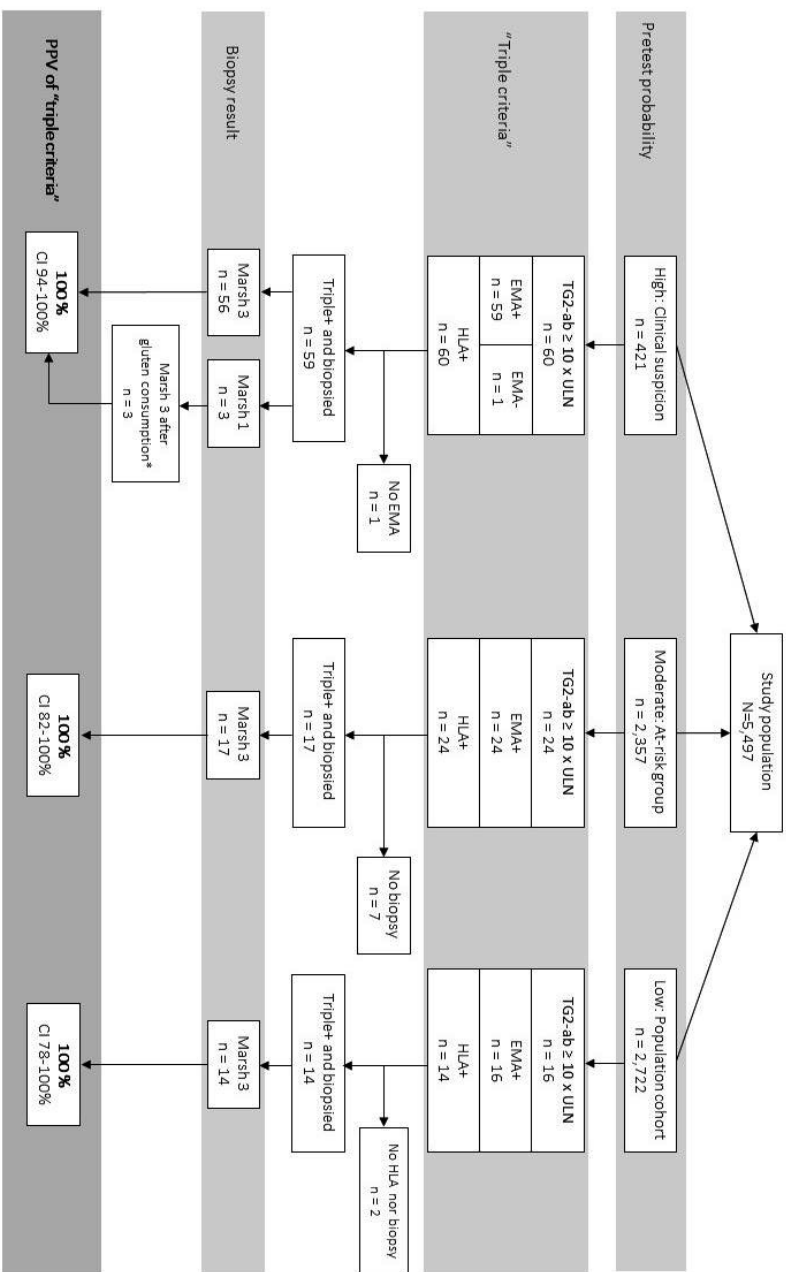 Study population
N=5,497
Pretest probability
High: Clinical suspicion
n = 421
Moderate: At-risk group
n = 2,357
Low: Population cohort
n = 2,722
"Triple criteria"
TG2-ab ≥ 10 x ULN
n = 60
EMA+
n = 59
EMA-
n = 1
HLA+
n = 60
TG2-ab ≥ 10 x ULN
n = 24
EMA+
n = 24
HLA+
n = 24
TG2-ab ≥ 10 x ULN
n = 16
EMA+
n = 16
HLA+
n = 14
No EMA
n = 1
No biopsy
n = 7
No HLA nor biopsy
n = 2
Triple+ and biopsied
n = 59
Triple+ and biopsied
n = 17
Triple+ and biopsied
n = 14
Biopsy result
Marsh 3
n = 56
Marsh 1
n = 3
Marsh 3
n = 17
Marsh 3
n = 14
Marsh 3 after
gluten consumption*
n = 3
PPV of "triple criteria"
100%
CI 94-100%
100%
CI 82-100%
100%
CI 78-100%